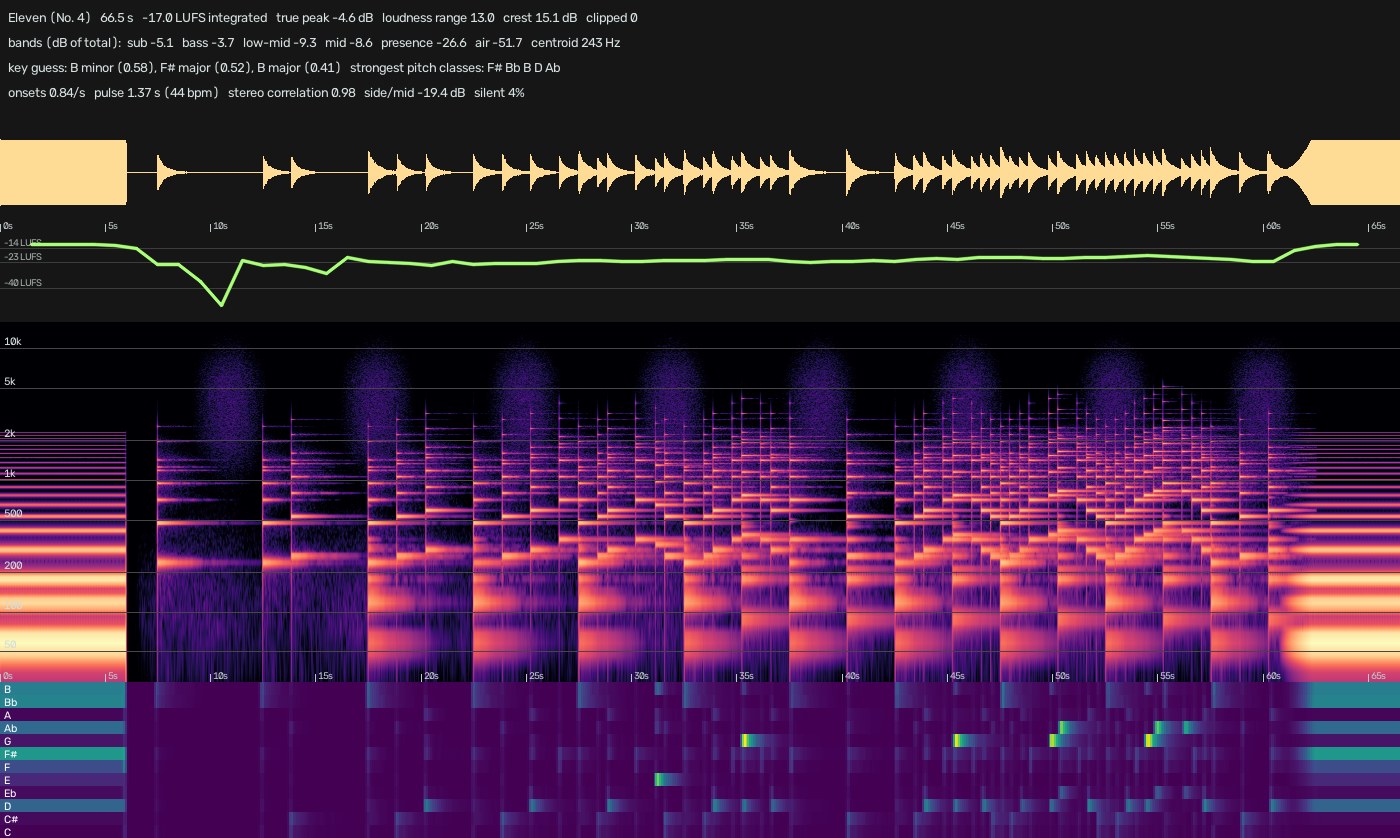 Eleven (No. 4) 66.5 s -17.0 LUFS integrated true peak -4.6 dB loudness range 13.0 crest 15.1 dB clipped 0
bands (dB of total): sub -5.1 bass -3.7 low-mid -9.3 mid -8.6 presence -26.6 air -51.7 centroid 243 Hz
key guess: B minor (0.58), F# major (0.52), B major (0.41) strongest pitch classes: F# Bb B D Ab
onsets 0.84/s pulse 1.37 s (44 bpm) stereo correlation 0.98 side/mid -19.4 dB silent 4%
0s 5s 10s 15s 20s 25s 30s 35s 40s 45s 50s 55s 60s 65s
-14 LUFS
-23 LUFS
-40 LUFS
10k
5k
2k
1k
500
200
100
50
0s 5s 10s 15s 20s 25s 30s 35s 40s 45s 50s 55s 60s 65s
B
Bb
A
Ab
G
F#
F
E
Eb
D
C#
C